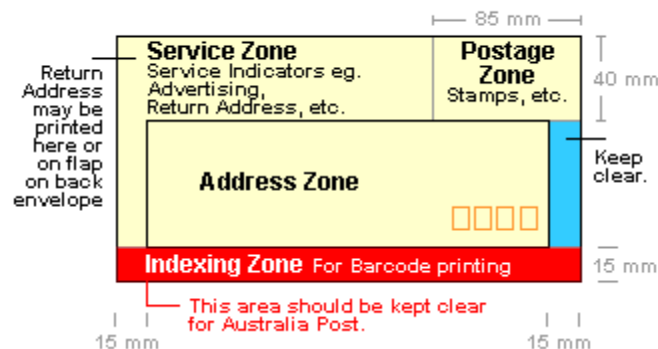 85 mm
Service Zone
Service Indicators eg.
Advertising,
Return Address, etc.
Postage
Zone
Stamps, etc.
40 mm
Return
Address
may be
printed
here or
on flap
on back
envelope
Keep
clear.
Address Zone
Indexing Zone For Barcode printing
15 mm
This area should be kept clear
for Australia Post.
15 mm
15 mm